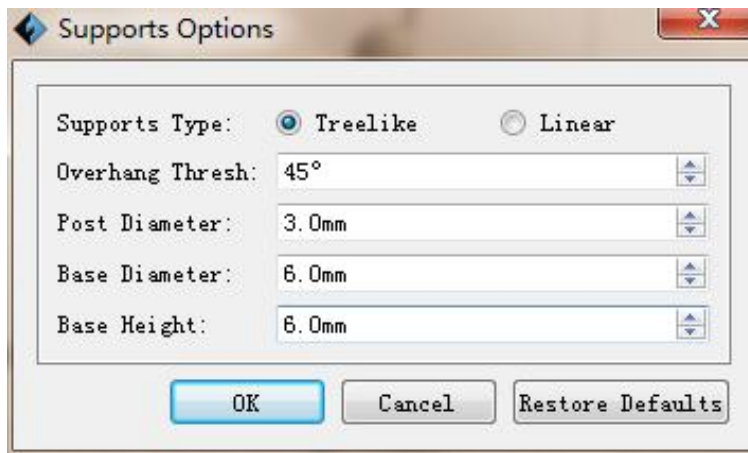 Supports Options
Supports Type: Treelike Linear
Overhang Thresh: 45°
Post Diameter: 3.0mm
Base Diameter: 6.0mm
Base Height: 6.0mm
OK Cancel Restore Defaults